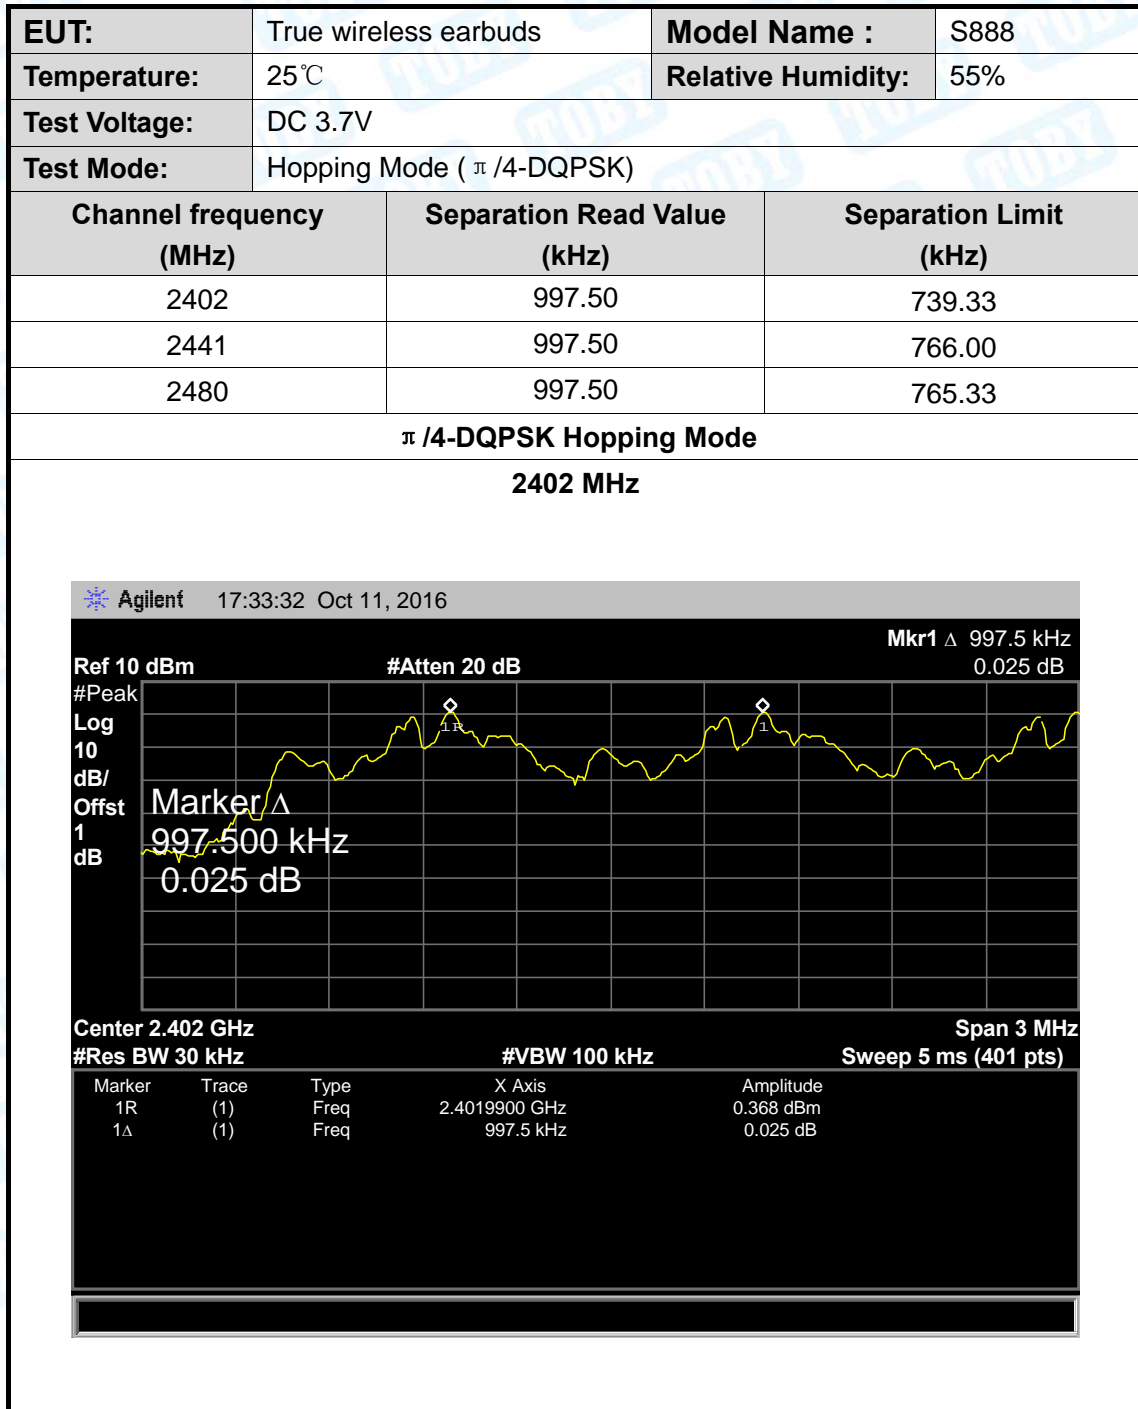 EUT: True wireless earbuds Model Name : S888
Temperature: 25℃ Relative Humidity: 55%
Test Voltage: DC 3.7V
Test Mode: Hopping Mode ( π /4-DQPSK)
Channel frequency Separation Read Value Separation Limit
(MHz) (kHz) (kHz)
2402 997.50 739.33
2441 997.50 766.00
2480 997.50 765.33
π /4-DQPSK Hopping Mode
2402 MHz
Agilent 17:33:32 Oct 11, 2016
Mkr1 Δ 997.5 kHz
Ref 10 dBm #Atten 20 dB 0.025 dB
#Peak
Log
10
dB/
Offst
1
dB
1R 1
Marker Δ
997.500 kHz
0.025 dB
Center 2.402 GHz Span 3 MHz
#Res BW 30 kHz #VBW 100 kHz Sweep 5 ms (401 pts)
Marker Trace Type X Axis Amplitude
1R (1) Freq 2.4019900 GHz 0.368 dBm
1Δ (1) Freq 997.5 kHz 0.025 dB
TOBY